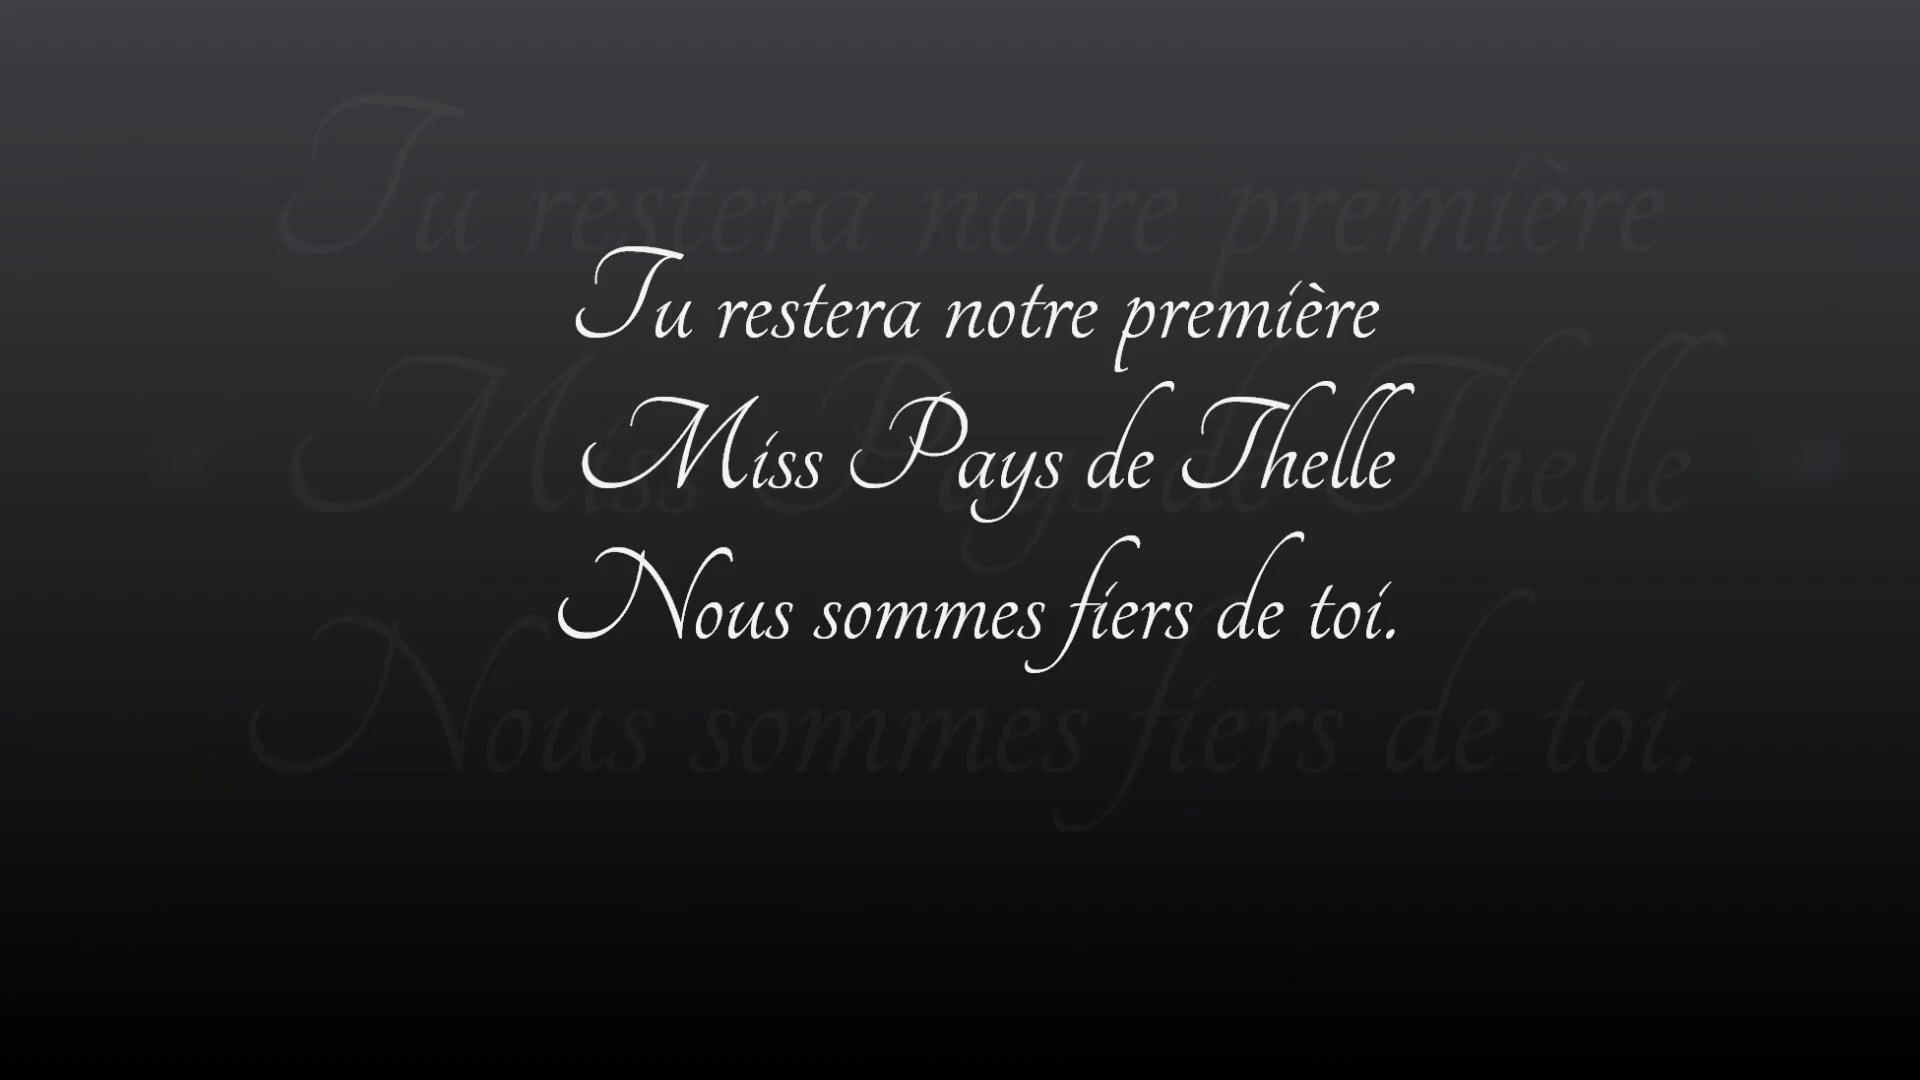 Tu restera notre première
Miss Pays de Thelle
Nous sommes fiers de toi.